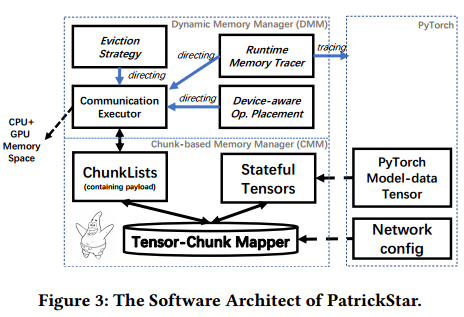 Dynamic Memory Manager (DMM)
PyTorch
Eviction
Strategy
directing
Runtime
Memory Tracer
tracing
directing
Communication
Executor
directing
Device-aware
Op. Placement
CPU+
GPU
Memory
Space
Chunk-based Memory Manager (CMM)
ChunkLists
(containing payload)
Stateful
Tensors
PyTorch
Model-data
Tensor
Tensor-Chunk Mapper
Network
config
Figure 3: The Software Architect of PatrickStar.